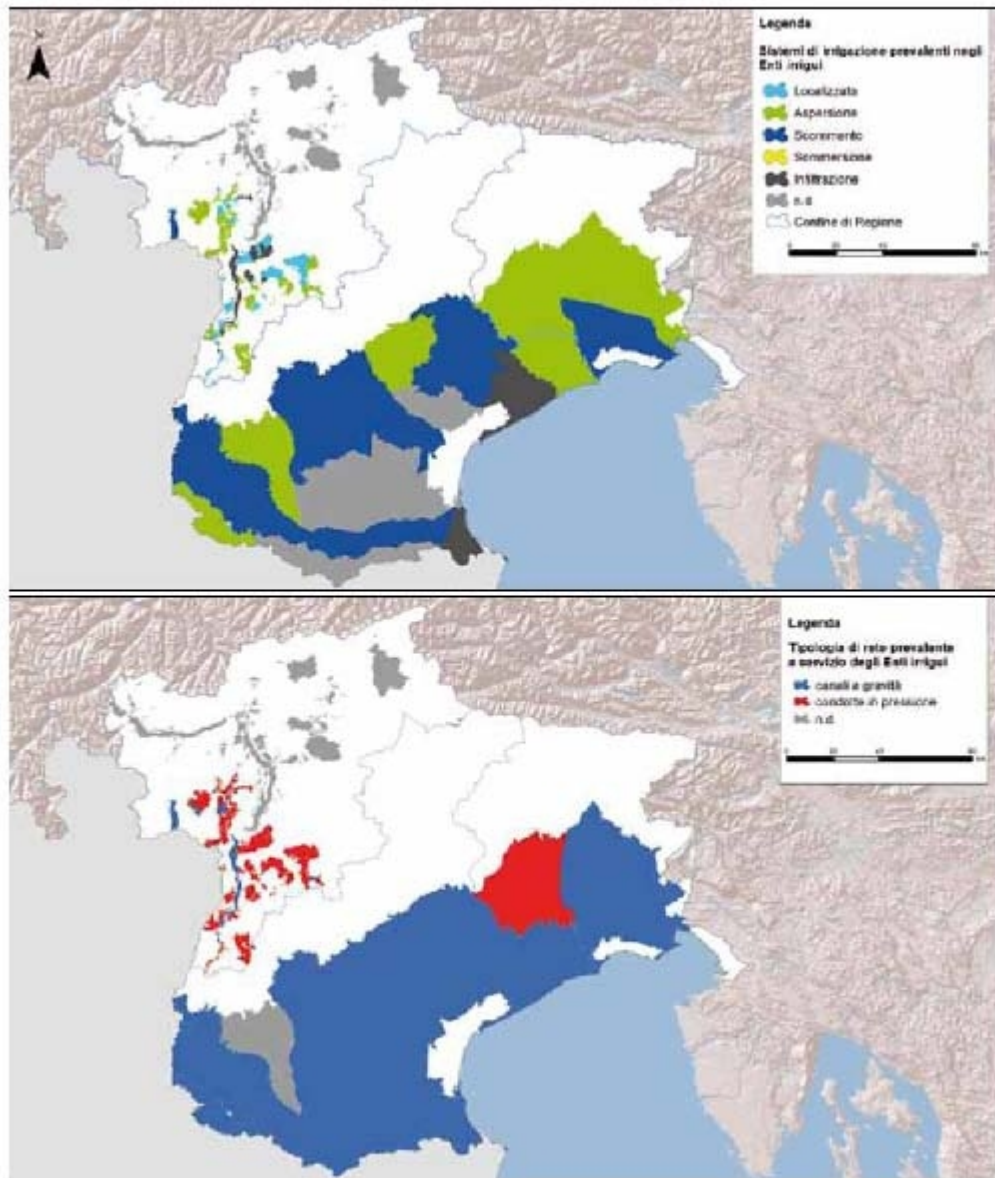 Legenda
Sistemi di irrigazione prevalenti negli
Enti irrigui
Localizzata
Aspersione
Scorrimento
Sommersione
Infiltrazione
n.d
Confine di Regione
Legenda
Tipologia di rete prevalente
a servizio degli Enti irrigui
canali a gravità
condotte in pressione
n.d.